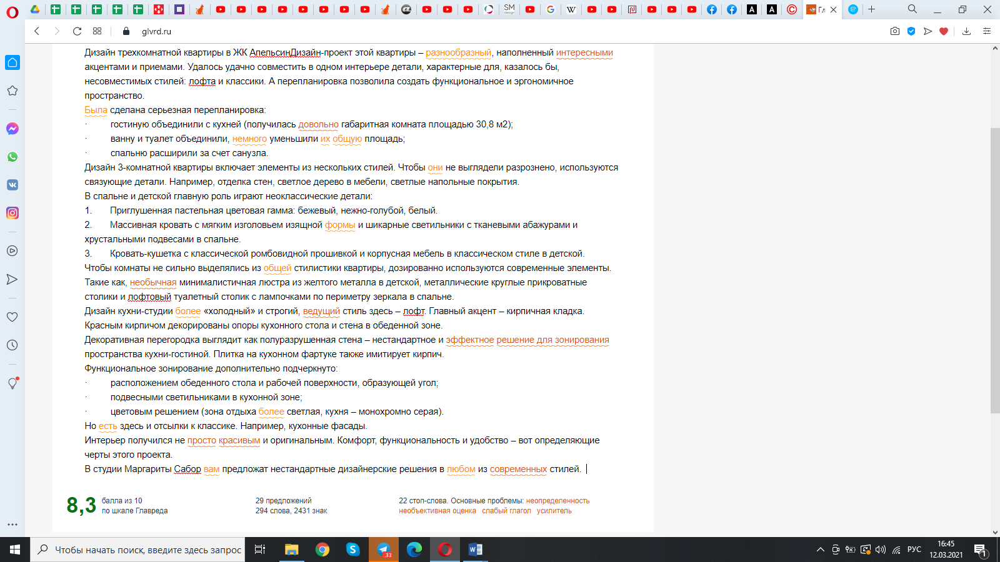 SM
design
W
A
A
Гл
glvrd.ru
Дизайн трехкомнатной квартиры в ЖК АпельсинДизайн-проект этой квартиры – разнообразный, наполненный интересными
акцентами и приемами. Удалось удачно совместить в одном интерьере детали, характерные для, казалось бы,
несовместимых стилей: лофта и классики. А перепланировка позволила создать функциональное и эргономичное
пространство.
Была сделана серьезная перепланировка:
· гостиную объединили с кухней (получилась довольно габаритная комната площадью 30,8 м2);
· ванну и туалет объединили, немного уменьшили их общую площадь;
· спальню расширили за счет санузла.
Дизайн 3-комнатной квартиры включает элементы из нескольких стилей. Чтобы они не выглядели разрозненно, используются
связующие детали. Например, отделка стен, светлое дерево в мебели, светлые напольные покрытия.
В спальне и детской главную роль играют неоклассические детали:
1. Приглушенная пастельная цветовая гамма: бежевый, нежно-голубой, белый.
2. Массивная кровать с мягким изголовьем изящной формы и шикарные светильники с тканевыми абажурами и
хрустальными подвесами в спальне.
3. Кровать-кушетка с классической ромбовидной прошивкой и корпусная мебель в классическом стиле в детской.
Чтобы комнаты не сильно выделялись из общей стилистики квартиры, дозированно используются современные элементы.
Такие как, необычная минималистичная люстра из желтого металла в детской, металлические круглые прикроватные
столики и лофтовый туалетный столик с лампочками по периметру зеркала в спальне.
Дизайн кухни-студии более «холодный» и строгий, ведущий стиль здесь – лофт. Главный акцент – кирпичная кладка.
Красным кирпичом декорированы опоры кухонного стола и стена в обеденной зоне.
Декоративная перегородка выглядит как полуразрушенная стена – нестандартное и эффектное решение для зонирования
пространства кухни-гостиной. Плитка на кухонном фартуке также имитирует кирпич.
Функциональное зонирование дополнительно подчеркнуто:
· расположением обеденного стола и рабочей поверхности, образующей угол;
· подвесными светильниками в кухонной зоне;
· цветовым решением (зона отдыха более светлая, кухня – монохромно серая).
Но есть здесь и отсылки к классике. Например, кухонные фасады.
Интерьер получился не просто красивым и оригинальным. Комфорт, функциональность и удобство – вот определяющие
черты этого проекта.
В студии Маргариты Сабор вам предложат нестандартные дизайнерские решения в любом из современных стилей.
8,3 балла из 10 29 предложений 22 стоп-слова. Основные проблемы: неопределенность
по шкале Главреда 294 слова, 2431 знак необъективная оценка слабый глагол усилитель
Чтобы начать поиск, введите здесь запрос
33
РУС
16:45
12.03.2021
1